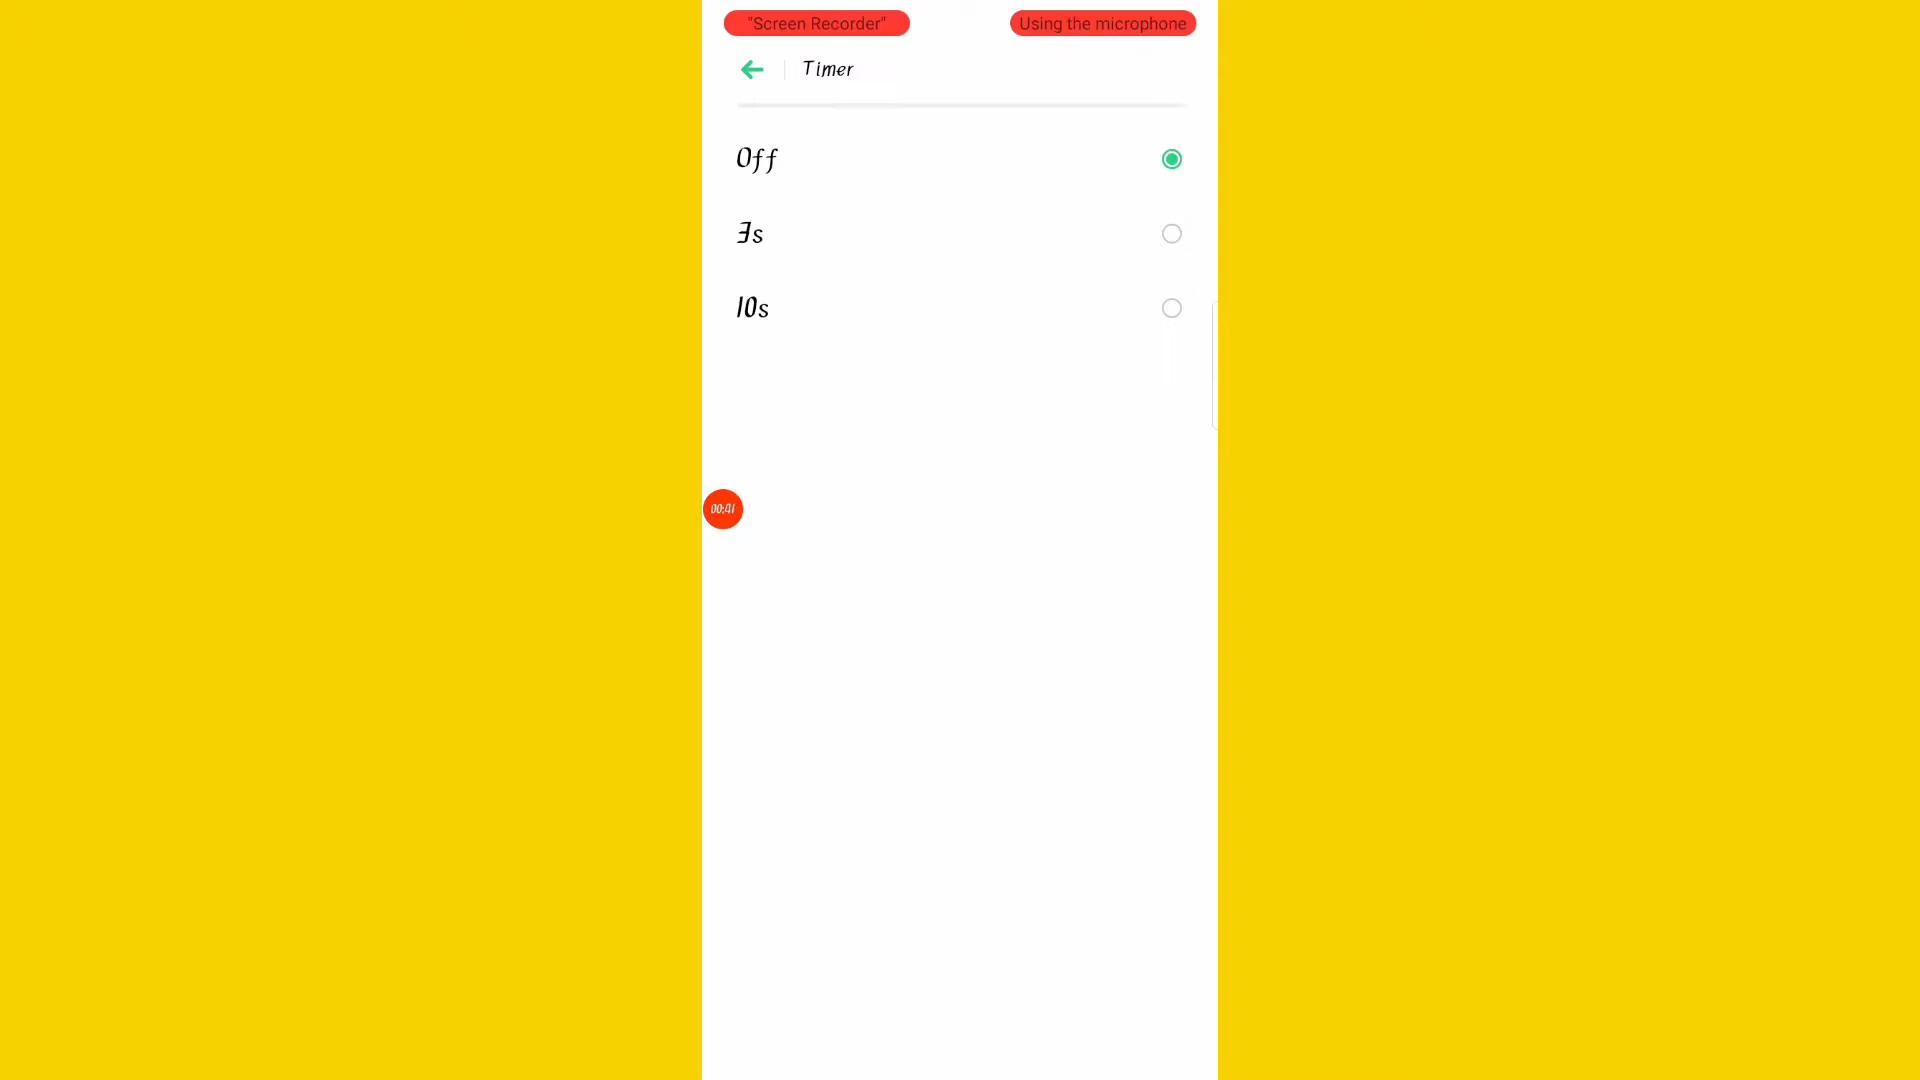 "Screen Recorder" Using the microphone
Timer
Off
3s
10s
00:41